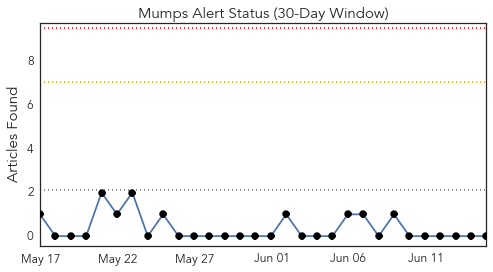 Mumps Alert Status (30-Day Window)
Articles Found
8
6
4
2
0
May 17 May 22 May 27 Jun 01 Jun 06 Jun 11